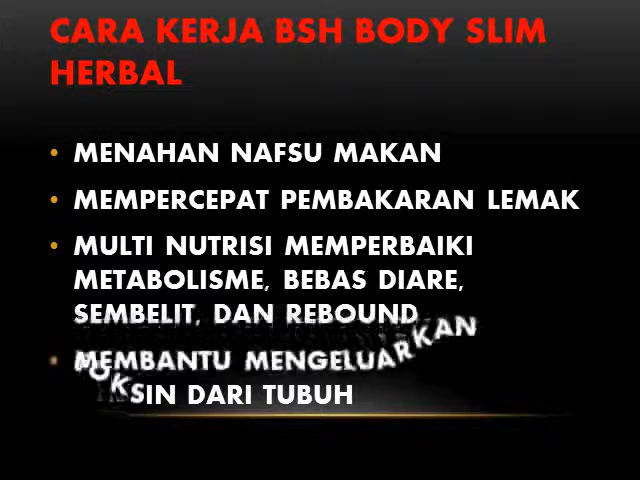 CARA KERJA BSH BODY SLIM
HERBAL
• MENAHAN NAFSU MAKAN
• MEMPERCEPAT PEMBAKARAN LEMAK
• MULTI NUTRISI MEMPERBAIKI
METABOLISME, BEBAS DIARE,
SEMBELIT, DAN REBOUND
• MEMBANTU MENGELUARKAN
TOKSIN DARI TUBUH